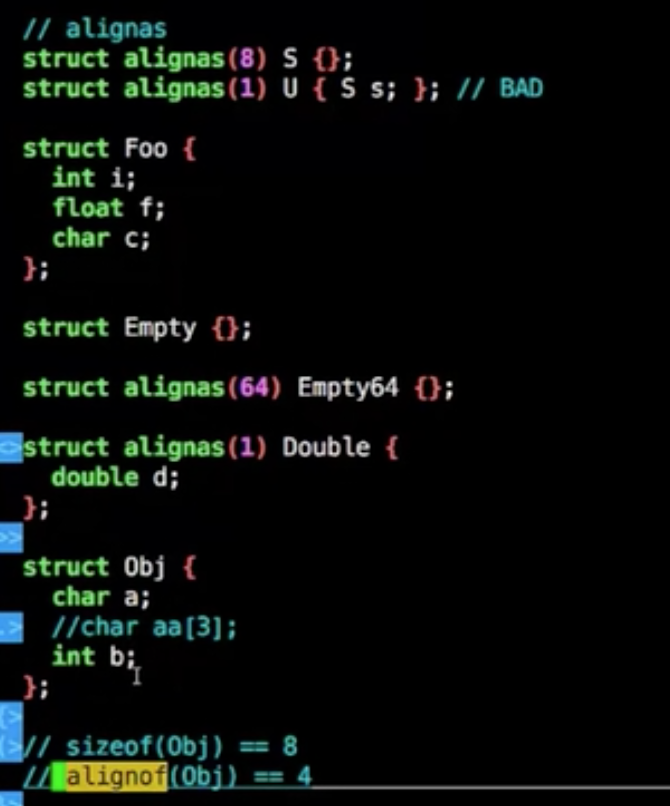 // alignas
struct alignas(8) S {};
struct alignas(1) U { S s; }; // BAD
struct Foo {
int i;
float f;
char c;
};
struct Empty {};
struct alignas(64) Empty64 {};
<>struct alignas(1) Double {
double d;
};
>>
struct Obj {
char a;
.> //char aa[3];
int b;
};
{>
(>// sizeof(Obj) == 8
// alignof(Obj) == 4